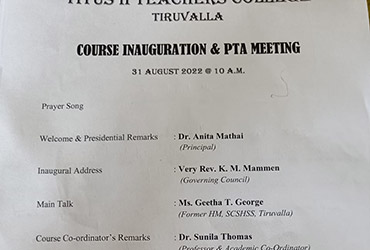 TITUS II TEACHERS COLLEGE
TIRUVALLA
COURSE INAUGURATION & PTA MEETING
31 AUGUST 2022 @ 10 A.M.
Prayer Song
Welcome & Presidential Remarks : Dr. Anita Mathai
(Principal)
Inaugural Address : Very Rev. K. M. Mammen
(Governing Council)
Main Talk : Ms. Geetha T. George
(Former HM, SCSHSS, Tiruvalla)
Course Co-ordinator's Remarks : Dr. Sunila Thomas
(Professor & Academic Co-Ordinator)